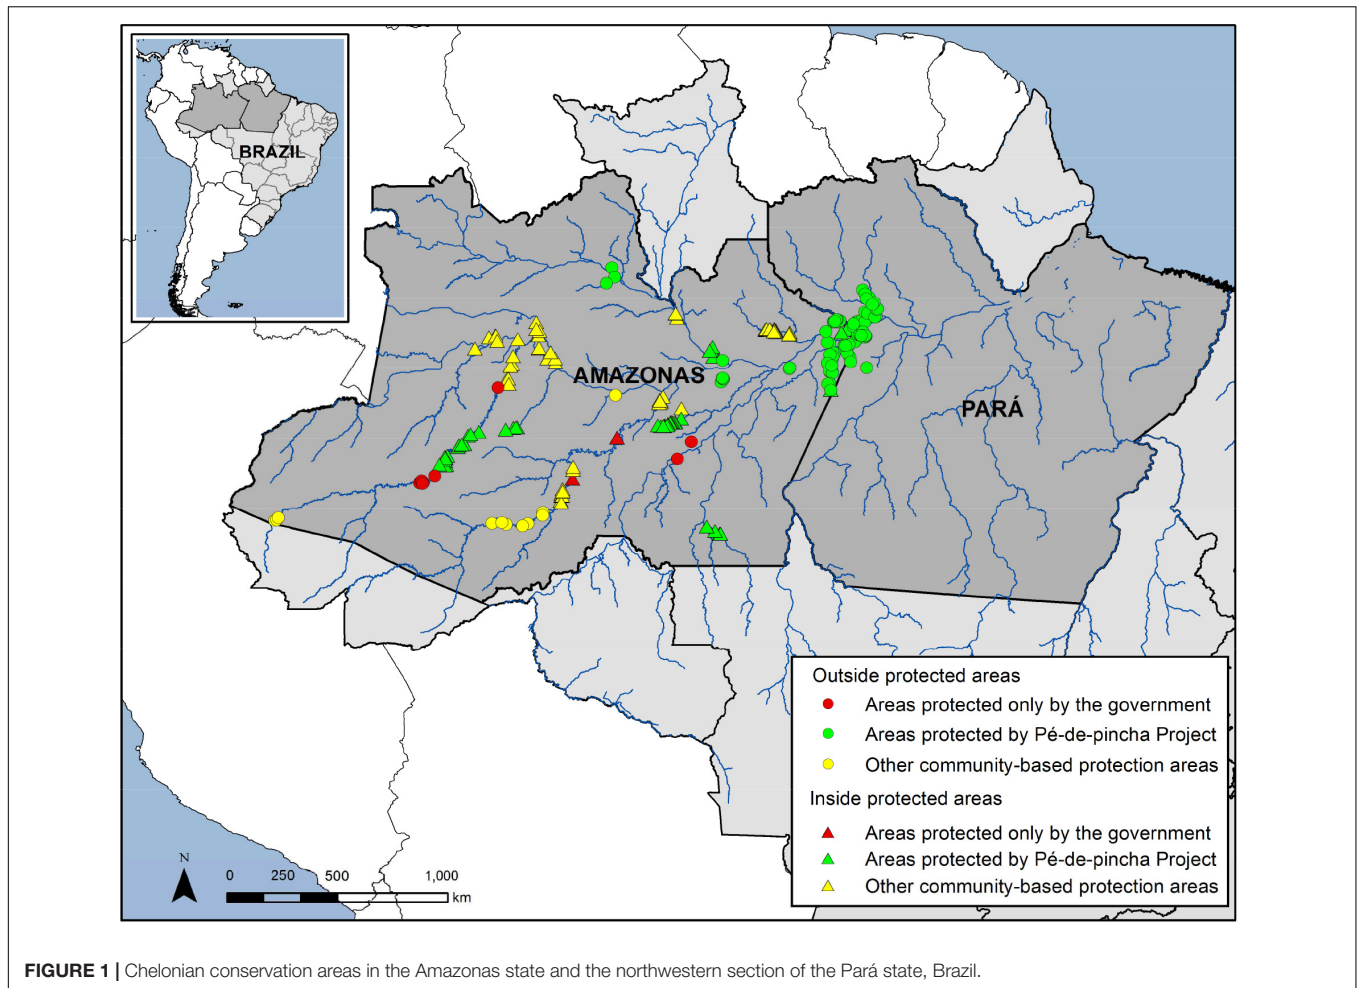 BRAZIL
AMAZONAS
PARÁ
Outside protected areas
Areas protected only by the government
Areas protected by Pé-de-pincha Project
Other community-based protection areas
Inside protected areas
Areas protected only by the government
Areas protected by Pé-de-pincha Project
Other community-based protection areas
N
0 250 500 1,000
km
FIGURE 1 | Chelonian conservation areas in the Amazonas state and the northwestern section of the Pará state, Brazil.